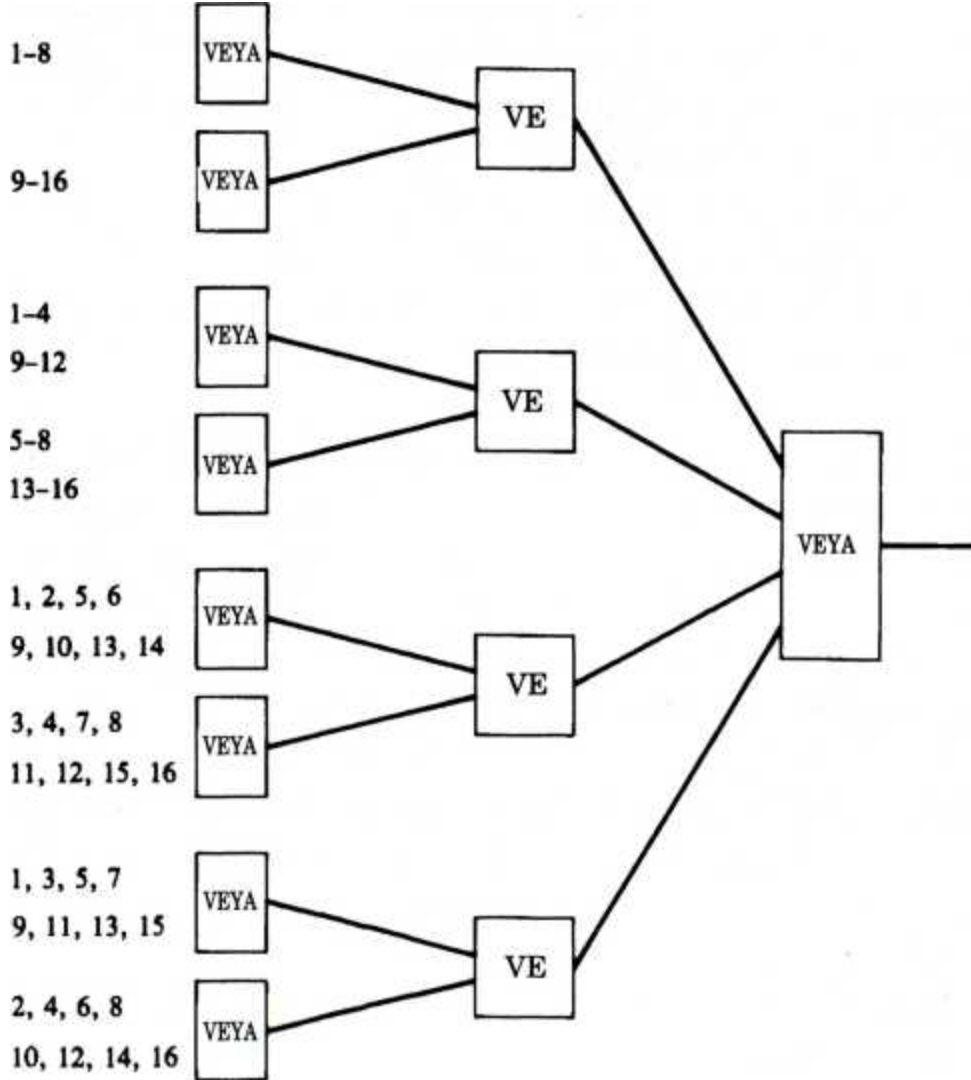 1–8
VEYA
VE
9–16
VEYA
1–4
9–12
VEYA
VE
5–8
13–16
VEYA
VEYA
1, 2, 5, 6
9, 10, 13, 14
VEYA
VE
3, 4, 7, 8
11, 12, 15, 16
VEYA
1, 3, 5, 7
9, 11, 13, 15
VEYA
VE
2, 4, 6, 8
10, 12, 14, 16
VEYA